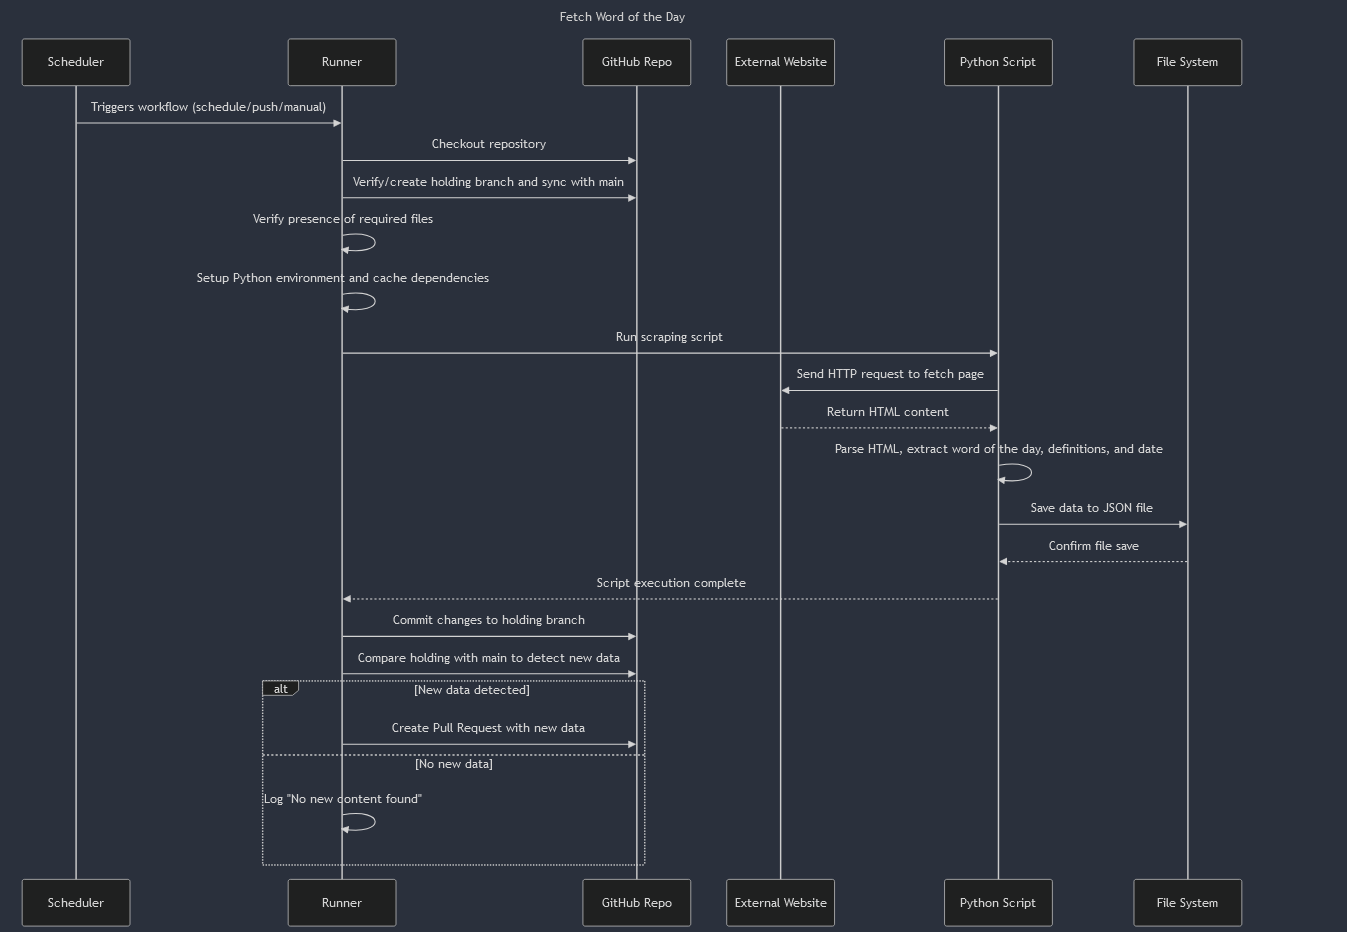 Fetch Word of the Day
Scheduler
Runner
GitHub Repo
External Website
Python Script
File System
Triggers workflow (schedule/push/manual)
Checkout repository
Verify/create holding branch and sync with main
Verify presence of required files
Setup Python environment and cache dependencies
Run scraping script
Send HTTP request to fetch page
Return HTML content
Parse HTML, extract word of the day, definitions, and date
Save data to JSON file
Confirm file save
Script execution complete
Commit changes to holding branch
Compare holding with main to detect new data
alt
[New data detected]
Create Pull Request with new data
[No new data]
Log "No new content found"
Scheduler
Runner
GitHub Repo
External Website
Python Script
File System